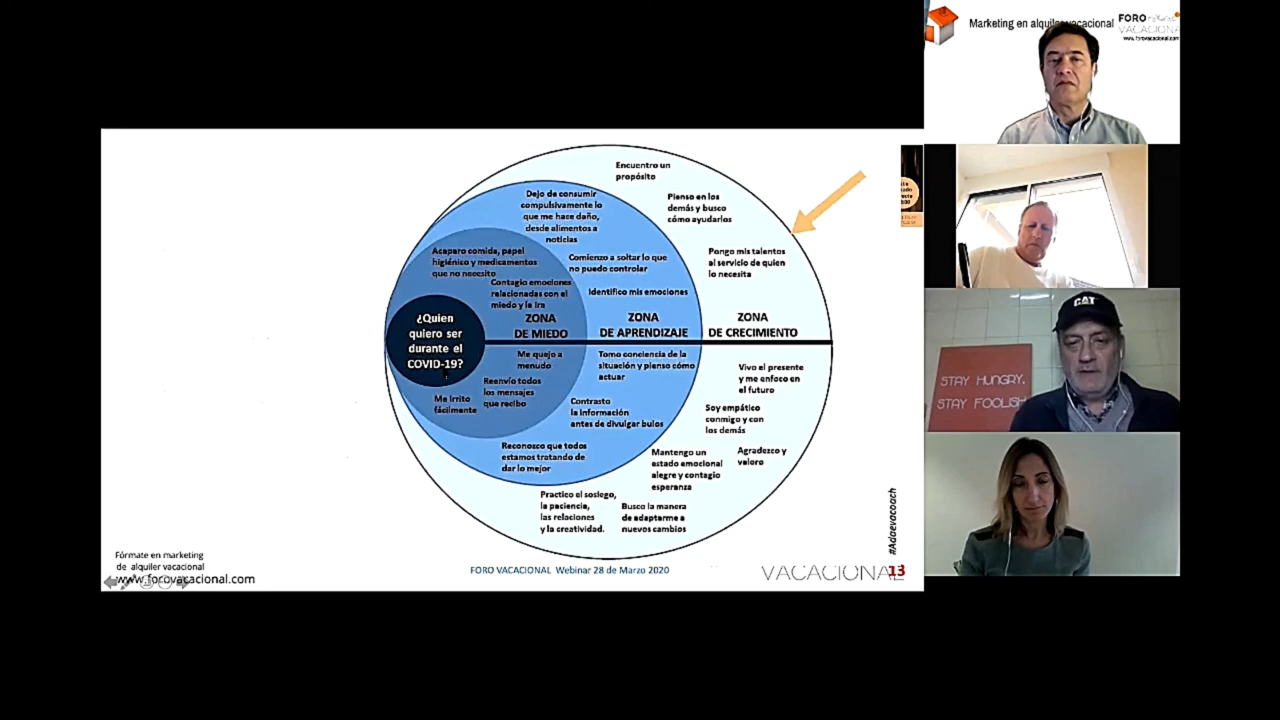 Marketing en alquiler vacacional
FORO
VACACIONAL
www.forovacacional.com
Encuentro un
propósito
Pienso en los
demás y busco
cómo ayudarlos
Pongo mis talentos
al servicio de quien
lo necesita
Dejo de consumir
compulsivamente lo
que me hace daño,
desde alimentos a
noticias
Comienzo a soltar lo que
no puedo controlar
Identifico mis emociones
Acaparo comida, papel
higiénico y medicamentos
que no necesito
Contagio emociones
relacionadas con el
miedo y la ira
¿Quien
quiero ser
durante el
COVID-19?
ZONA
DE MIEDO
ZONA
DE APRENDIZAJE
ZONA
DE CRECIMIENTO
Me quejo a
menudo
Reenvío todos
los mensajes
que recibo
Me irrito
fácilmente
Tomo conciencia de la
situación y pienso cómo
actuar
Contrasto
la información
antes de divulgar bulos
Reconozco que todos
estamos tratando de
dar lo mejor
Vivo el presente
y me enfoco en
el futuro
Soy empático
conmigo y con
los demás
Agradezco y
valoro
Mantengo un
estado emocional
alegre y contagio
esperanza
Practico el sosiego,
la paciencia,
las relaciones
y la creatividad.
Busco la manera
de adaptarme a
nuevos cambios
#Adaevacoach
Fórmate en marketing
de alquiler vacacional
www.forovacacional.com
FORO VACACIONAL Webinar 28 de Marzo 2020
VACACIONAL
13
CAT
STAY HUNGRY.
STAY FOOLISH